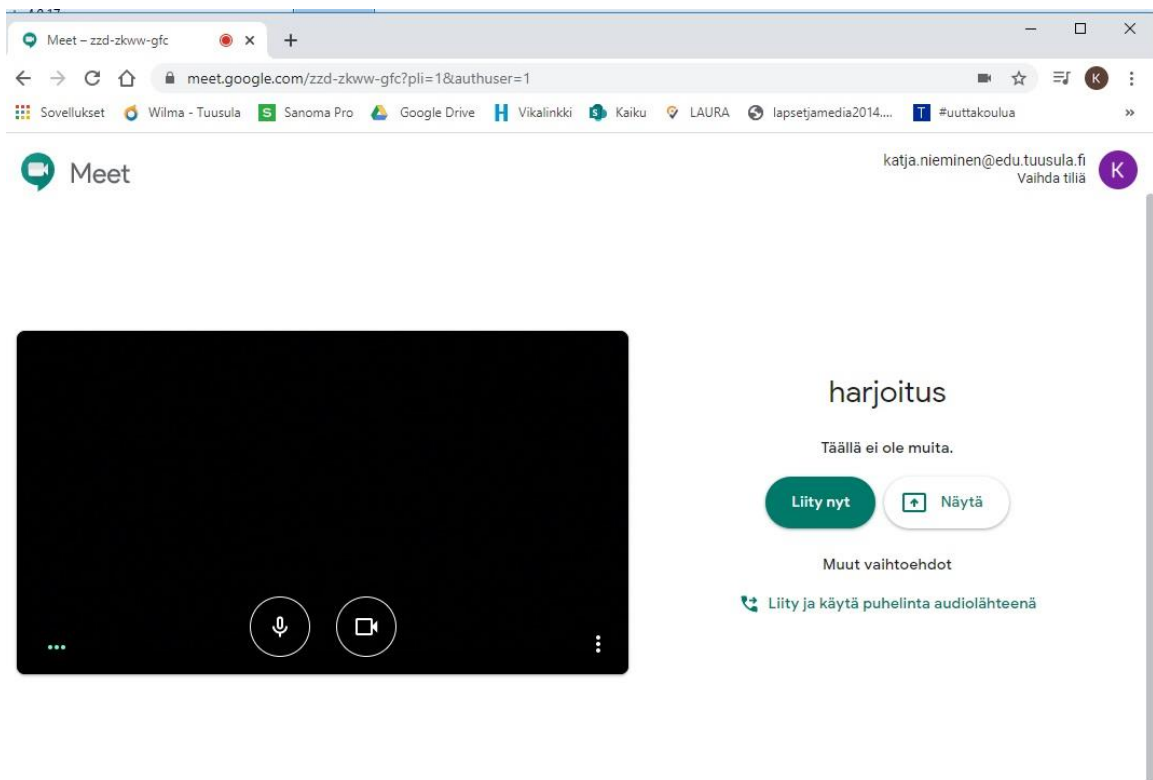 Meet – zzd-zkww-gfc
meet.google.com/zzd-zkww-gfc?pli=1&authuser=1
K
Sovellukset Wilma - Tuusula S Sanoma Pro Google Drive H Vikalinkki S Kaiku LAURA lapsetjamedia2014.... T #uuttakoulua »
Meet
katja.nieminen@edu.tuusula.fi
Vaihda tiliä
K
harjoitus
Täällä ei ole muita.
Liity nyt
Näytä
Muut vaihtoehdot
Liity ja käytä puhelinta audiolähteenä